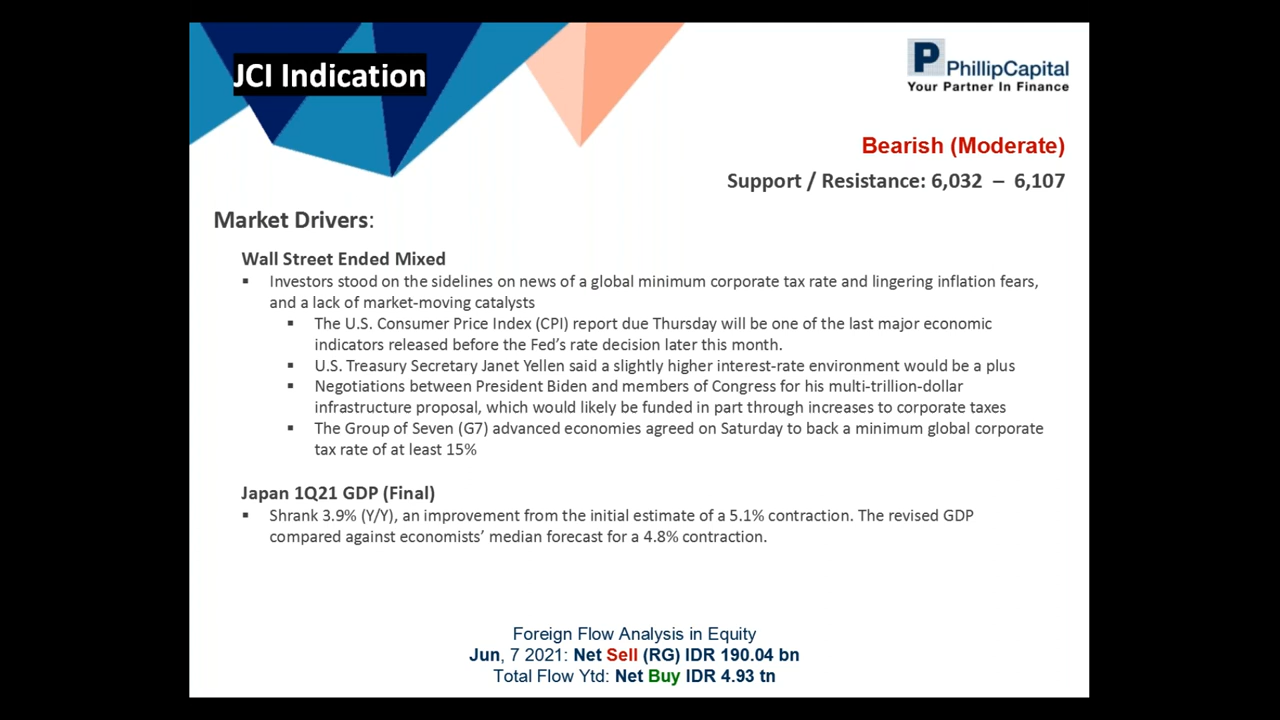 JCI Indication
P PhillipCapital
Your Partner In Finance
Bearish (Moderate)
Support / Resistance: 6,032 – 6,107
Market Drivers:
Wall Street Ended Mixed
▪ Investors stood on the sidelines on news of a global minimum corporate tax rate and lingering inflation fears,
and a lack of market-moving catalysts
▪ The U.S. Consumer Price Index (CPI) report due Thursday will be one of the last major economic
indicators released before the Fed’s rate decision later this month.
▪ U.S. Treasury Secretary Janet Yellen said a slightly higher interest-rate environment would be a plus
▪ Negotiations between President Biden and members of Congress for his multi-trillion-dollar
infrastructure proposal, which would likely be funded in part through increases to corporate taxes
▪ The Group of Seven (G7) advanced economies agreed on Saturday to back a minimum global corporate
tax rate of at least 15%
Japan 1Q21 GDP (Final)
▪ Shrank 3.9% (Y/Y), an improvement from the initial estimate of a 5.1% contraction. The revised GDP
compared against economists’ median forecast for a 4.8% contraction.
Foreign Flow Analysis in Equity
Jun, 7 2021: Net Sell (RG) IDR 190.04 bn
Total Flow Ytd: Net Buy IDR 4.93 tn